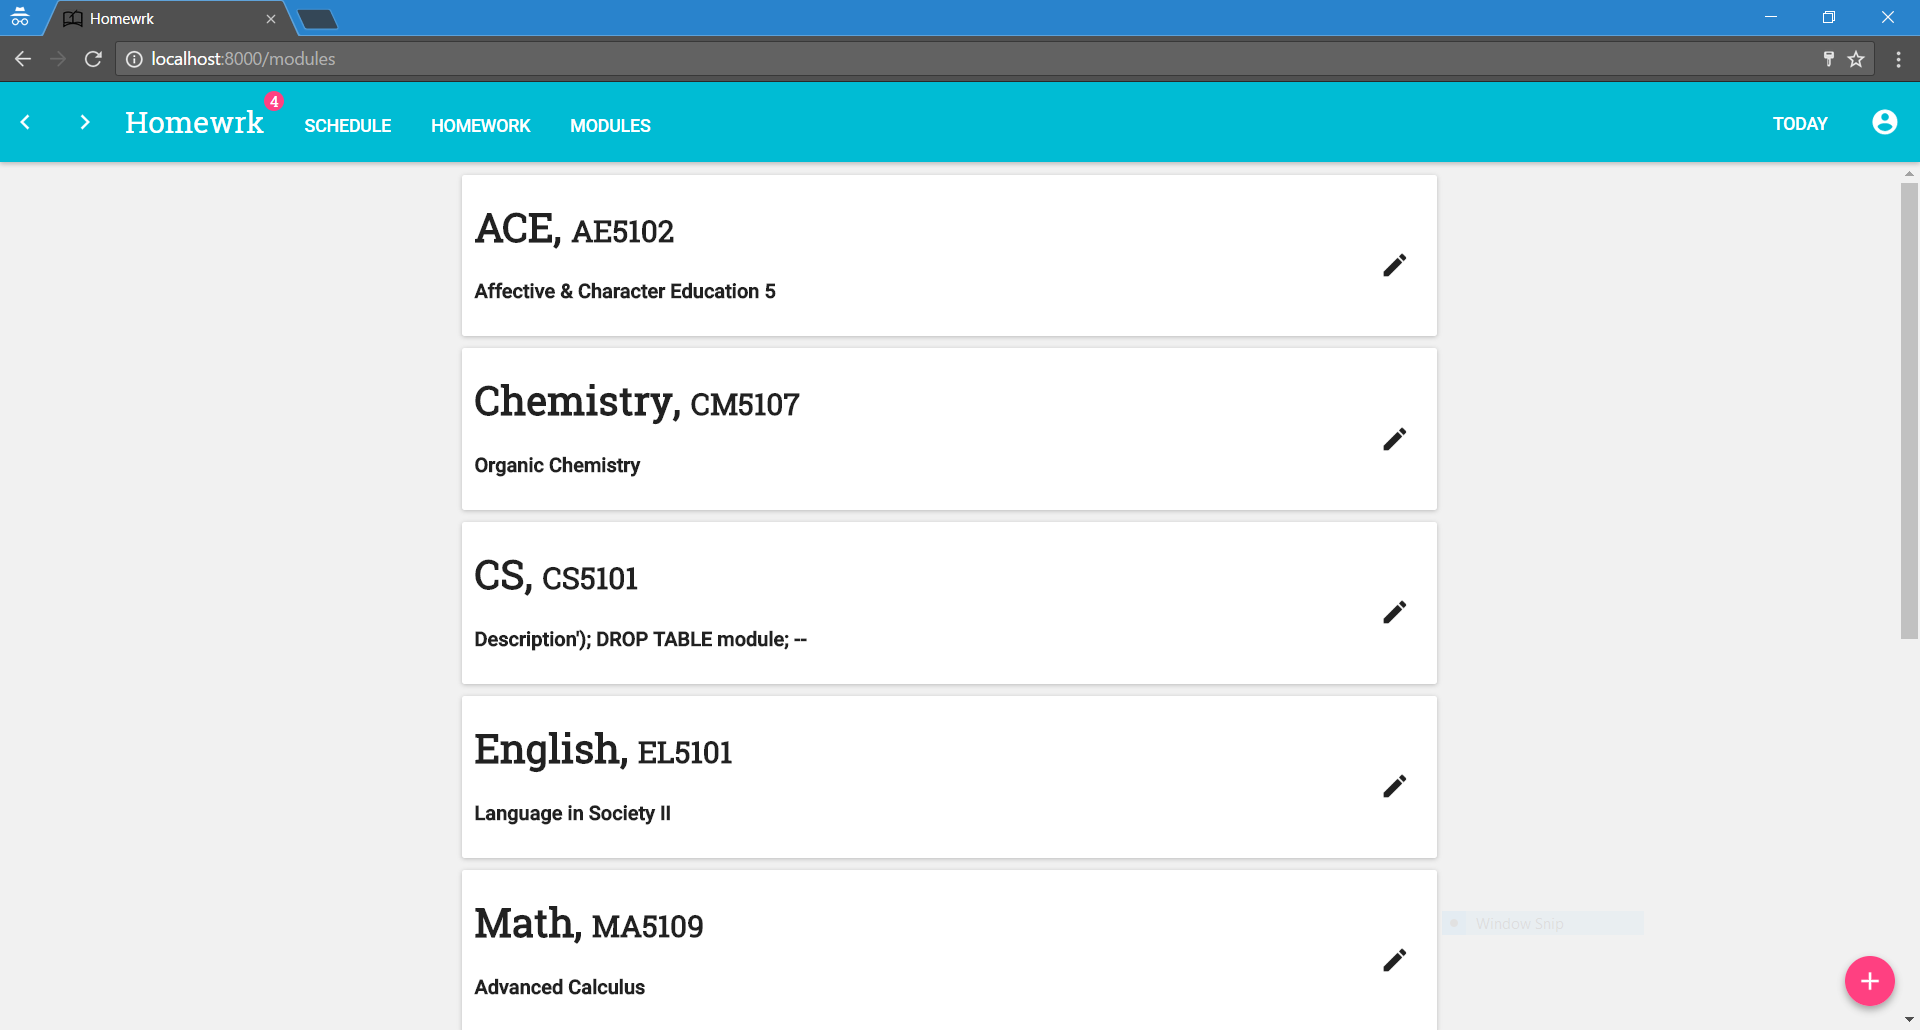 Homewrk
localhost:8000/modules
Homewrk 4 SCHEDULE HOMEWORK MODULES TODAY
ACE, AE5102
Affective & Character Education 5
Chemistry, CM5107
Organic Chemistry
CS, CS5101
Description'); DROP TABLE module; --
English, EL5101
Language in Society II
Math, MA5109
Window Snip
Advanced Calculus